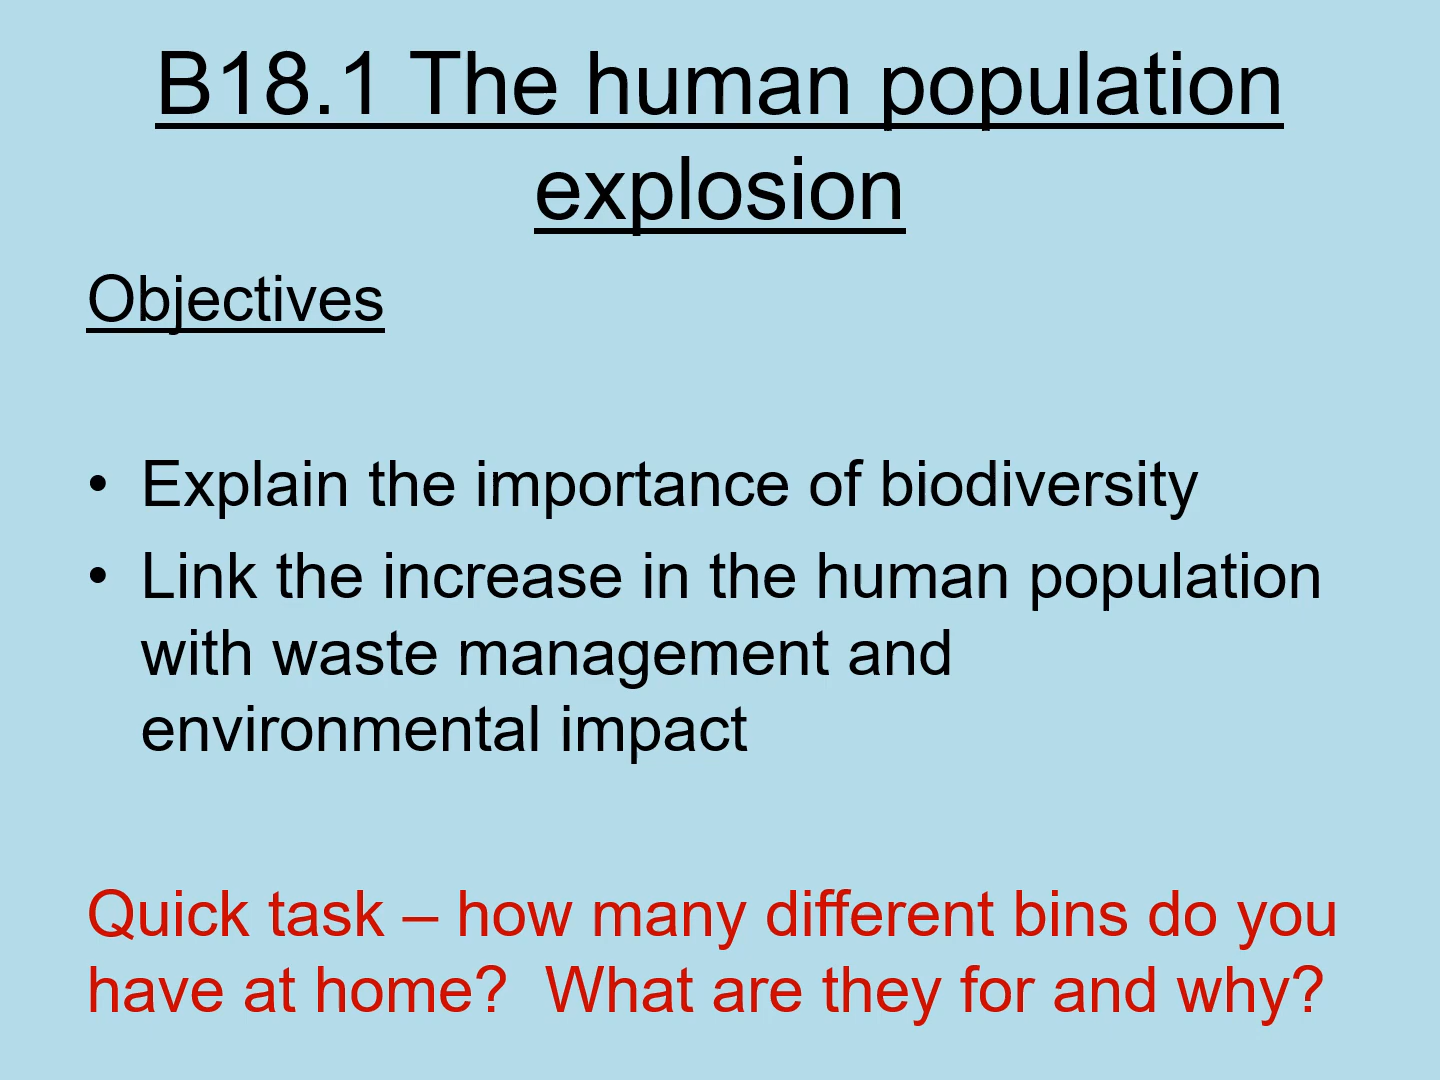 B18.1 The human population
explosion
Objectives
• Explain the importance of biodiversity
• Link the increase in the human population
with waste management and
environmental impact
Quick task – how many different bins do you
have at home?  What are they for and why?